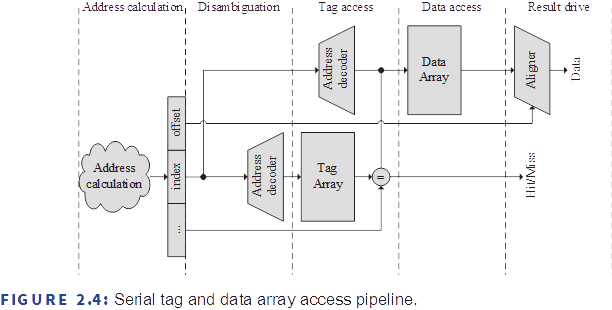 Address calculation
Disambiguation
Tag access
Data access
Result drive
Address
decoder
Data
Array
Aligner
Data
offset
Address
calculation
index
Address
decoder
Tag
Array
=
Hit/Miss
...
FIGURE 2.4: Serial tag and data array access pipeline.